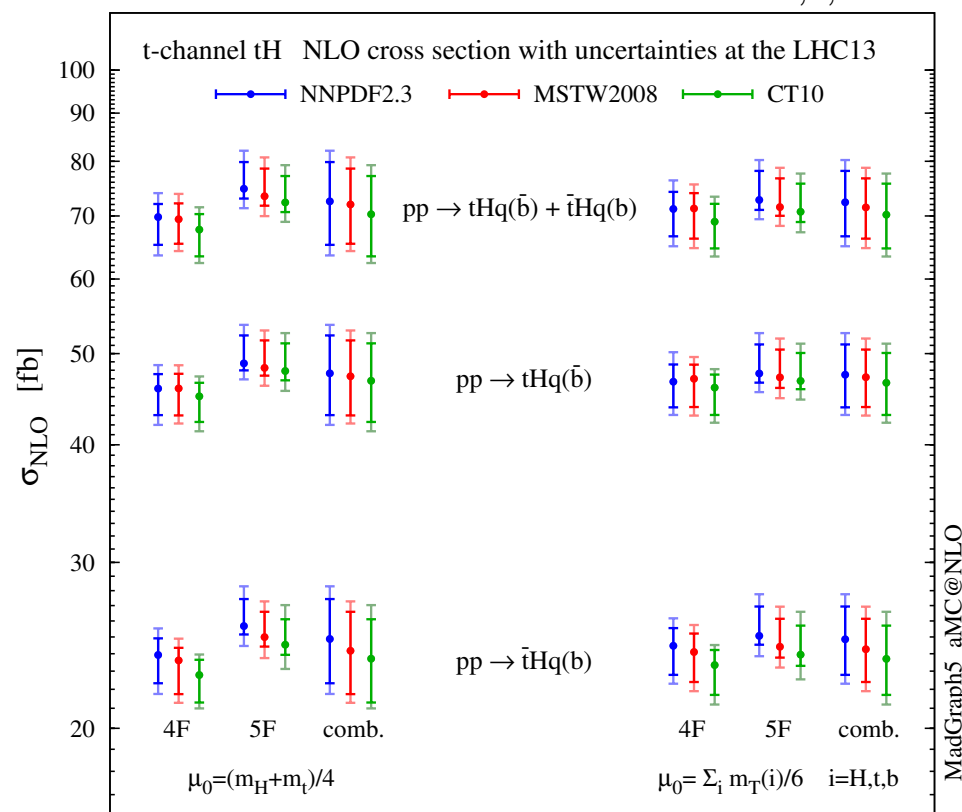 t-channel tH NLO cross section with uncertainties at the LHC13
NNPDF2.3 MSTW2008 CT10
100
90
80
70
60
50
40
30
20
σNLO [fb]
pp → tHq(b̄) + t̄Hq(b)
pp → tHq(b̄)
pp → t̄Hq(b)
4F 5F comb. 4F 5F comb.
μ0=(mH+mt)/4 μ0= Σi mT(i)/6 i=H,t,b
MadGraph5 aMC@NLO